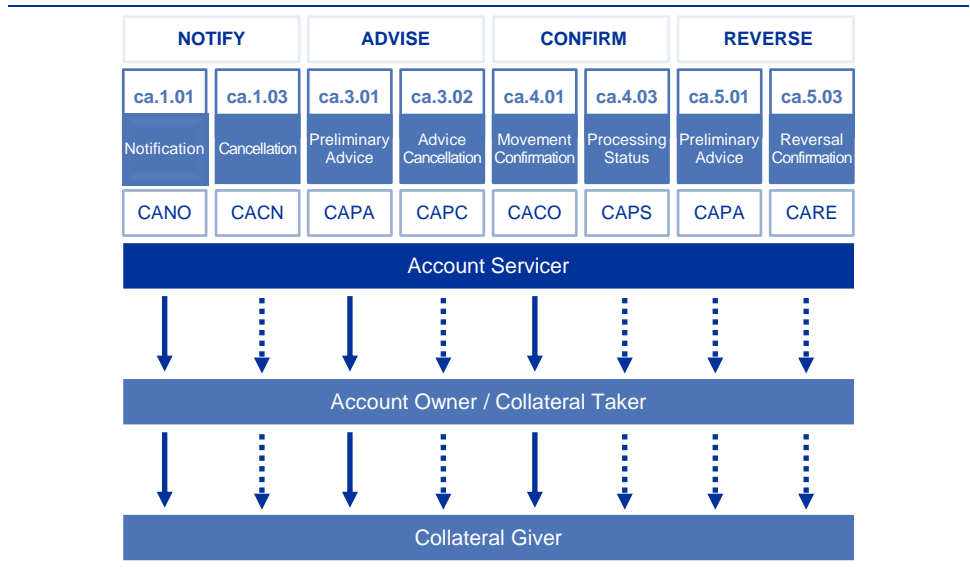 NOTIFY ADVISE CONFIRM REVERSE
ca.1.01 ca.1.03 ca.3.01 ca.3.02 ca.4.01 ca.4.03 ca.5.01 ca.5.03
Notification Cancellation Preliminary Advice Advice Cancellation Movement Confirmation Processing Status Preliminary Advice Reversal Confirmation
CANO CACN CAPA CAPC CACO CAPS CAPA CARE
Account Servicer
Account Owner / Collateral Taker
Collateral Giver